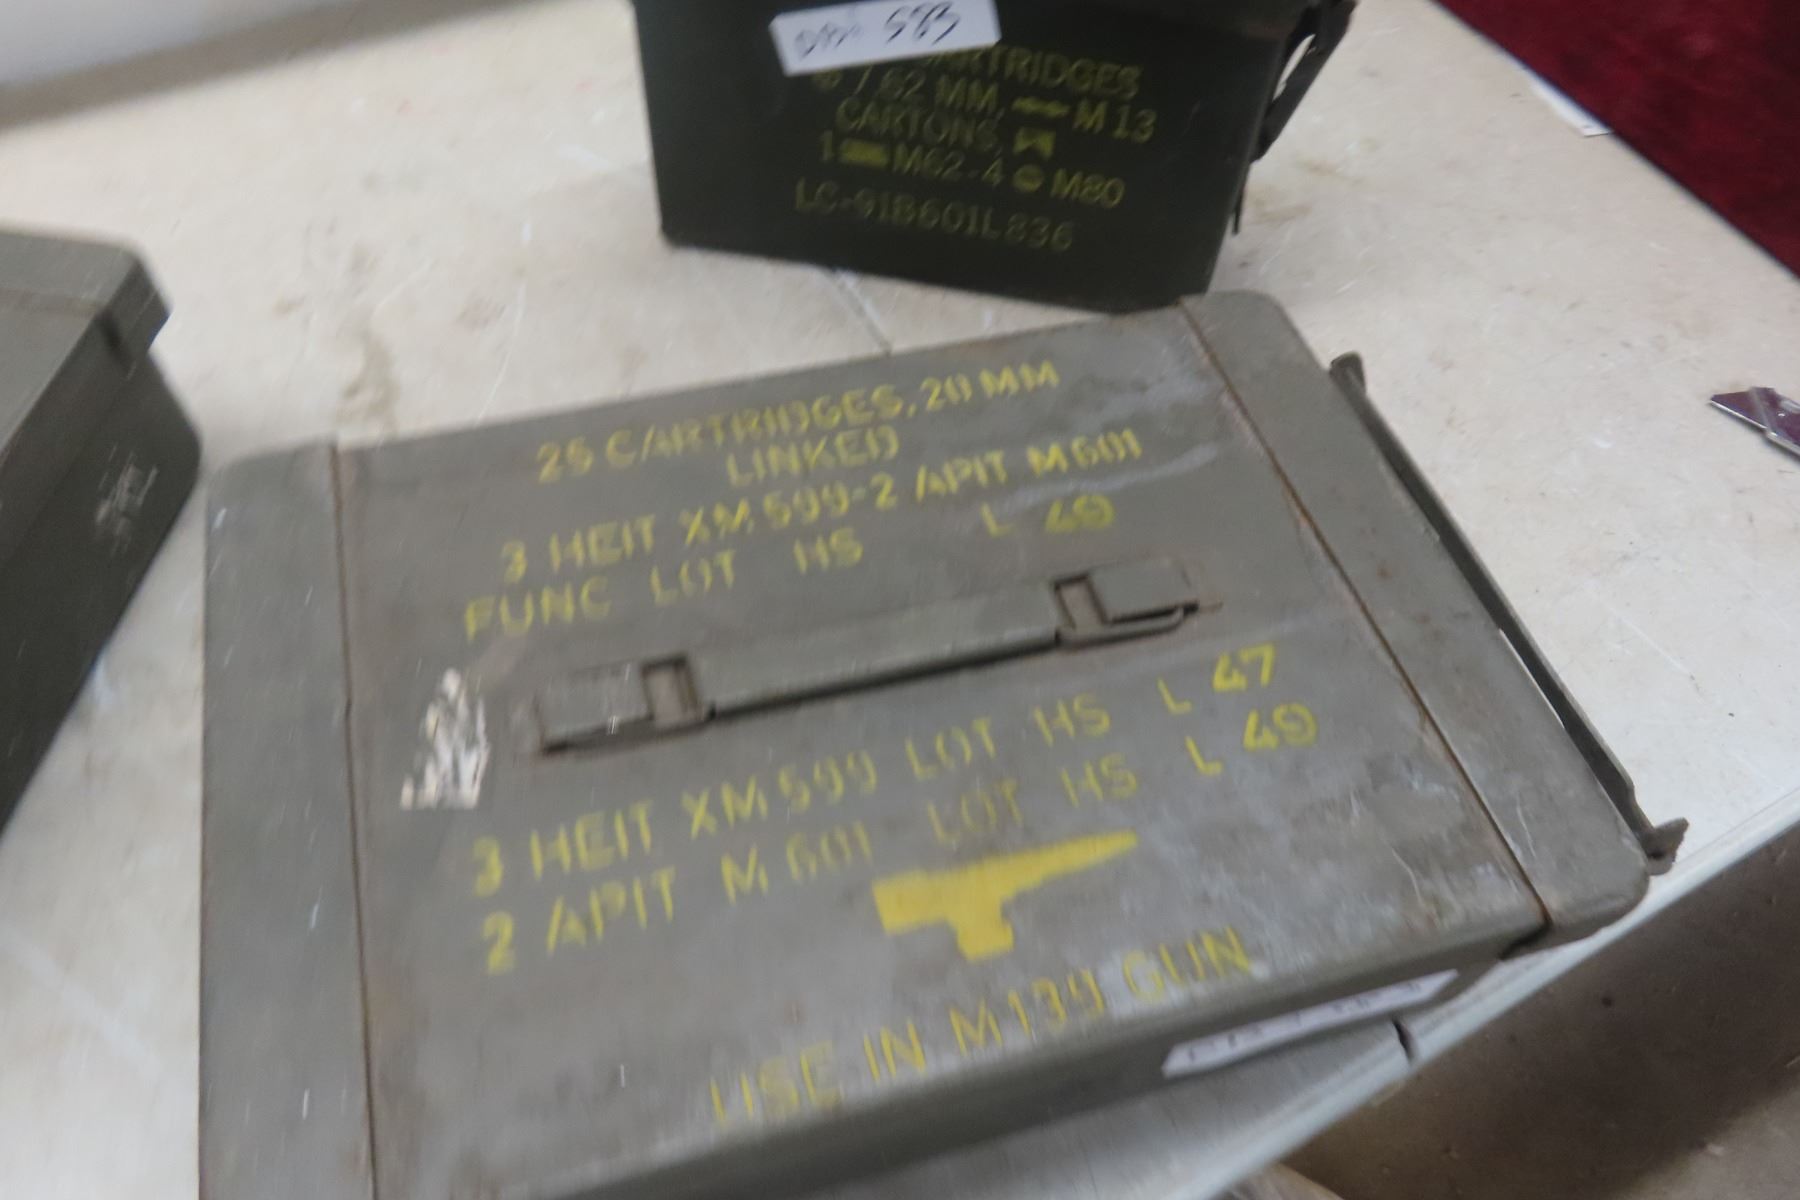 583
CARTRIDGES
7.62 MM, M13
CARTONS,
1 M62-4 M80
LC-91B601L836
25 CARTRIDGES, 20 MM
LINKED
3 HEIT XM599-2 APIT M601
FUNC LOT HS L 49
3 HEIT XM599 LOT HS L 47
2 APIT M601 LOT HS L 49
USE IN M139 GUN